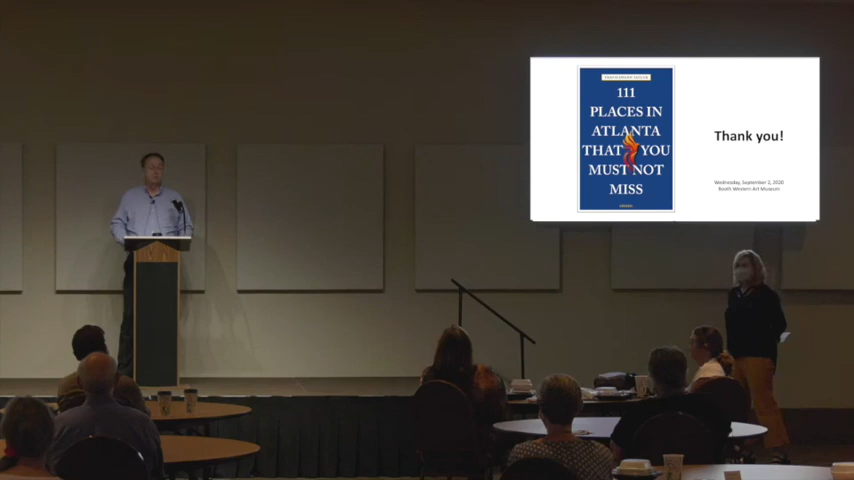 111
PLACES IN
ATLANTA
THAT YOU
MUST NOT
MISS
Thank you!
Wednesday, September 2, 2020
Booth Western Art Museum